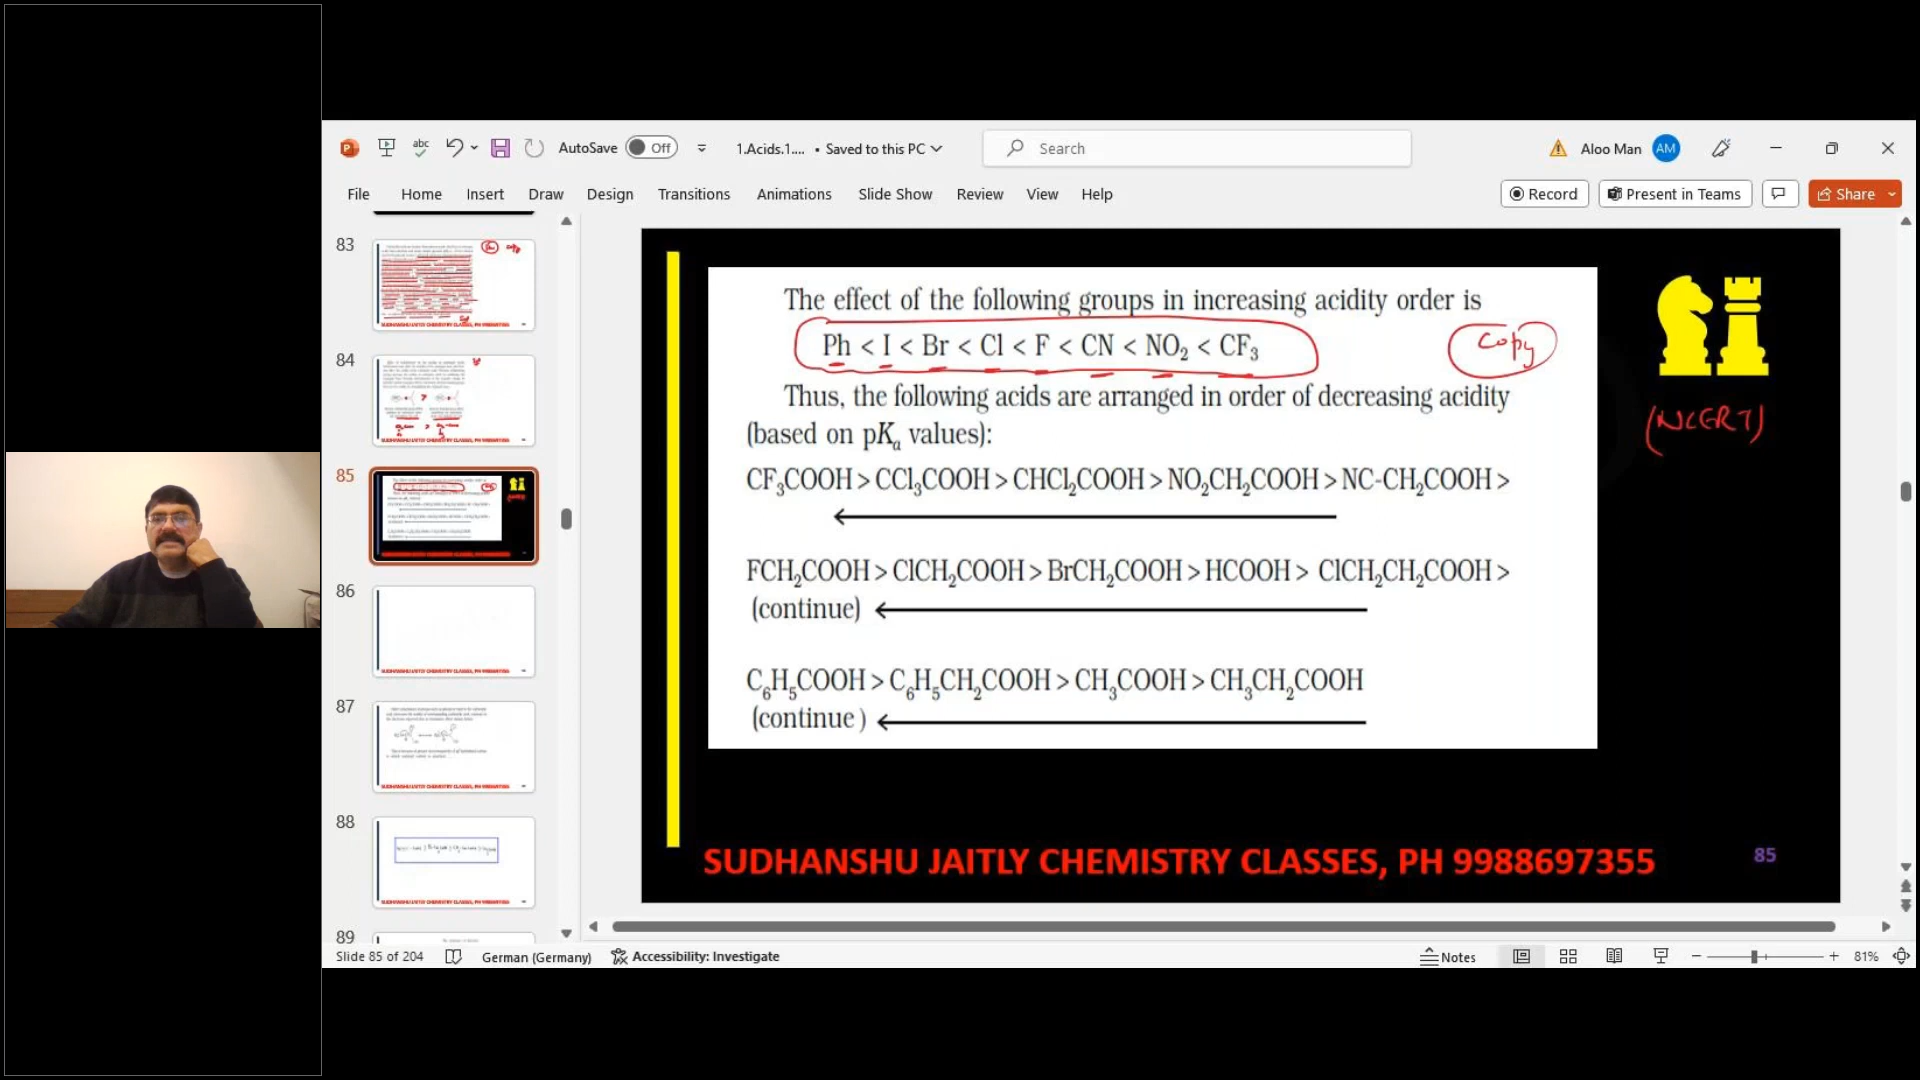 AutoSave Off 1.Acids.1.... • Saved to this PC Search Aloo Man AM
File Home Insert Draw Design Transitions Animations Slide Show Review View Help Record Present in Teams Share
83
84
85
86
87
88
89
The effect of the following groups in increasing acidity order is
Ph < I < Br < Cl < F < CN < NO₂ < CF₃
Copy
Thus, the following acids are arranged in order of decreasing acidity
(based on pKₐ values):
(NCERT)
CF₃COOH > CCl₃COOH > CHCl₂COOH > NO₂CH₂COOH > NC-CH₂COOH >
FCH₂COOH > ClCH₂COOH > BrCH₂COOH > HCOOH > ClCH₂CH₂COOH >
(continue)
C₆H₅COOH > C₆H₅CH₂COOH > CH₃COOH > CH₃CH₂COOH
(continue )
SUDHANSHU JAITLY CHEMISTRY CLASSES, PH 9988697355
85
Slide 85 of 204 German (Germany) Accessibility: Investigate Notes 81%